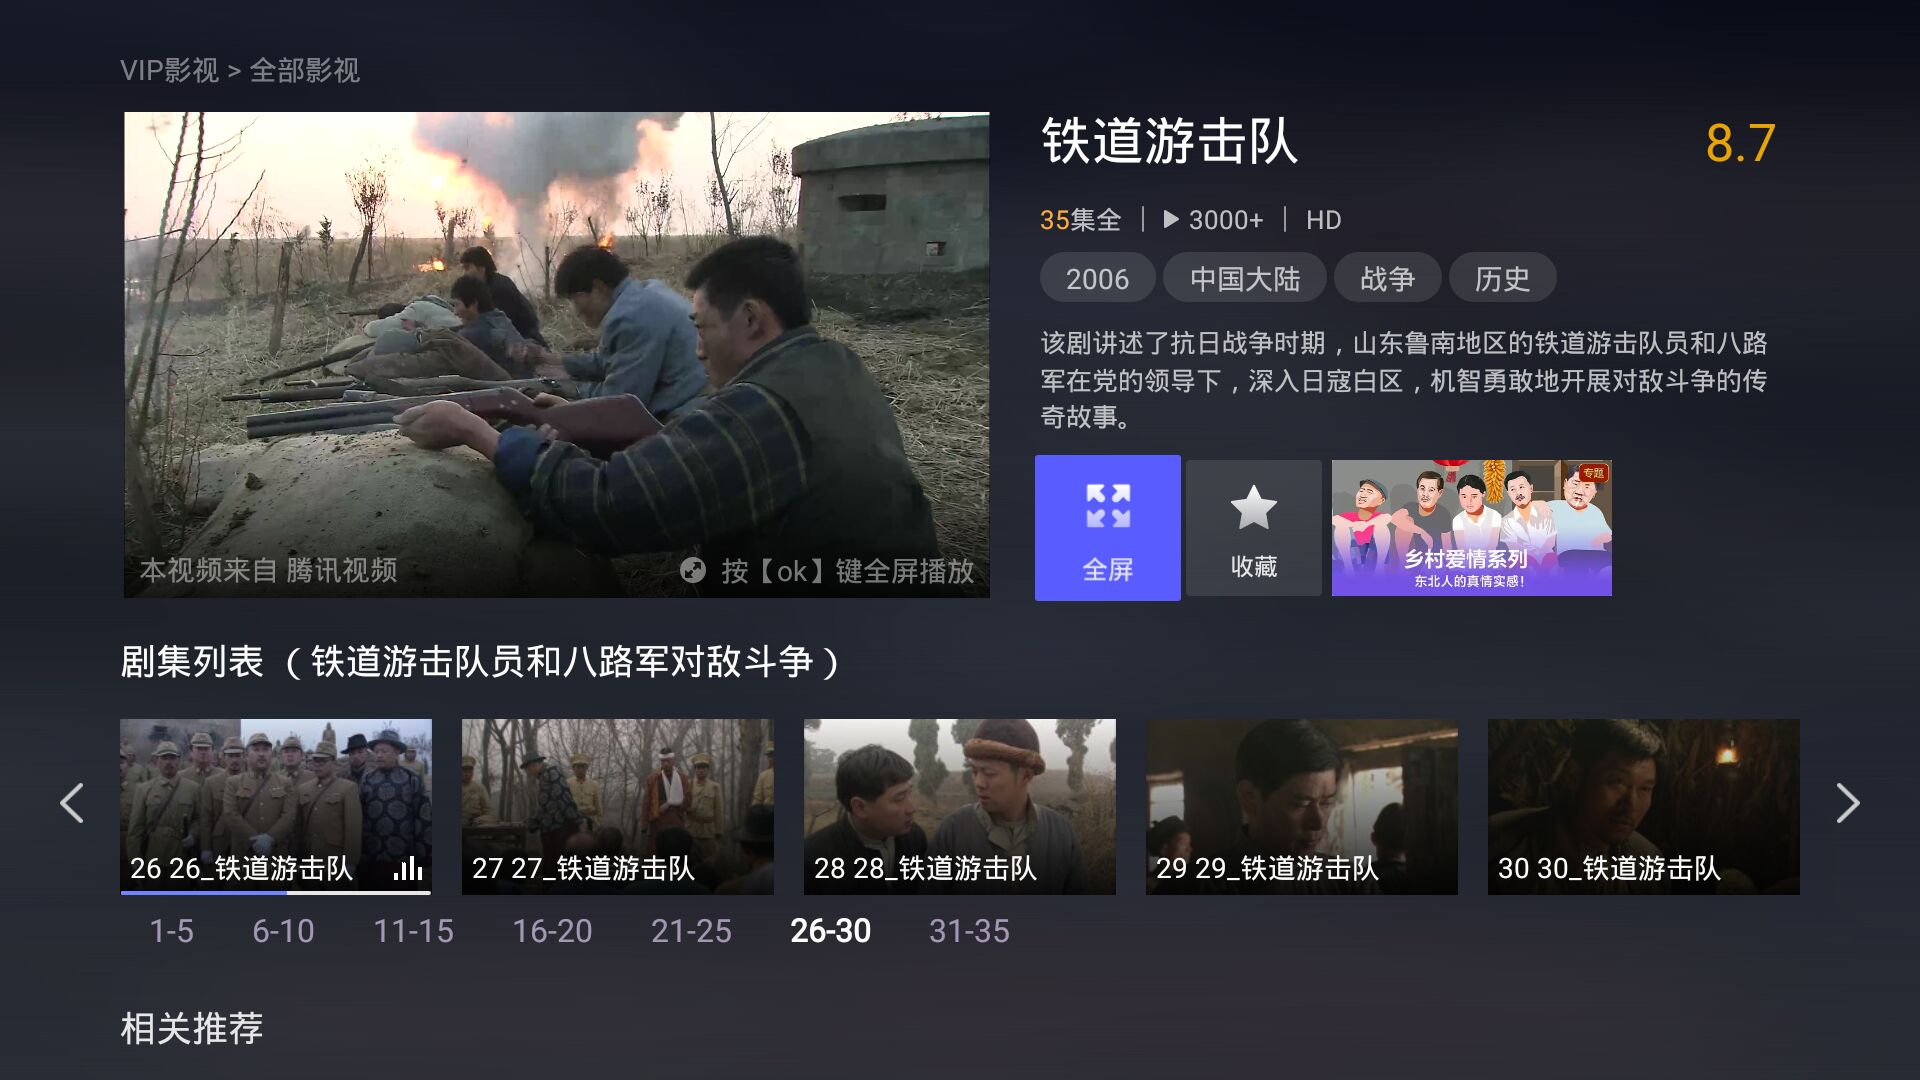 VIP影视 > 全部影视
铁道游击队
8.7
35集全 | 3000+ | HD
2006 中国大陆 战争 历史
该剧讲述了抗日战争时期，山东鲁南地区的铁道游击队员和八路
军在党的领导下，深入日寇白区，机智勇敢地开展对敌斗争的传
奇故事。
本视频来自 腾讯视频
按【ok】键全屏播放
全屏
收藏
专题
乡村爱情系列
东北人的真情实感！
剧集列表 （铁道游击队员和八路军对敌斗争）
26 26_铁道游击队
27 27_铁道游击队
28 28_铁道游击队
29 29_铁道游击队
30 30_铁道游击队
1-5 6-10 11-15 16-20 21-25 26-30 31-35
相关推荐